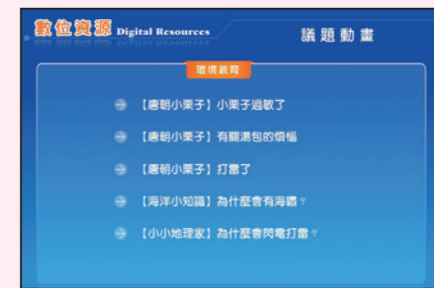 數位資源 Digital Resources
議題動畫
環境教育
【唐朝小栗子】小栗子過敏了
【唐朝小栗子】有關湯包的煩惱
【唐朝小栗子】打雷了
【海洋小知識】為什麼會有海霧？
【小小地理家】為什麼會閃電打雷？